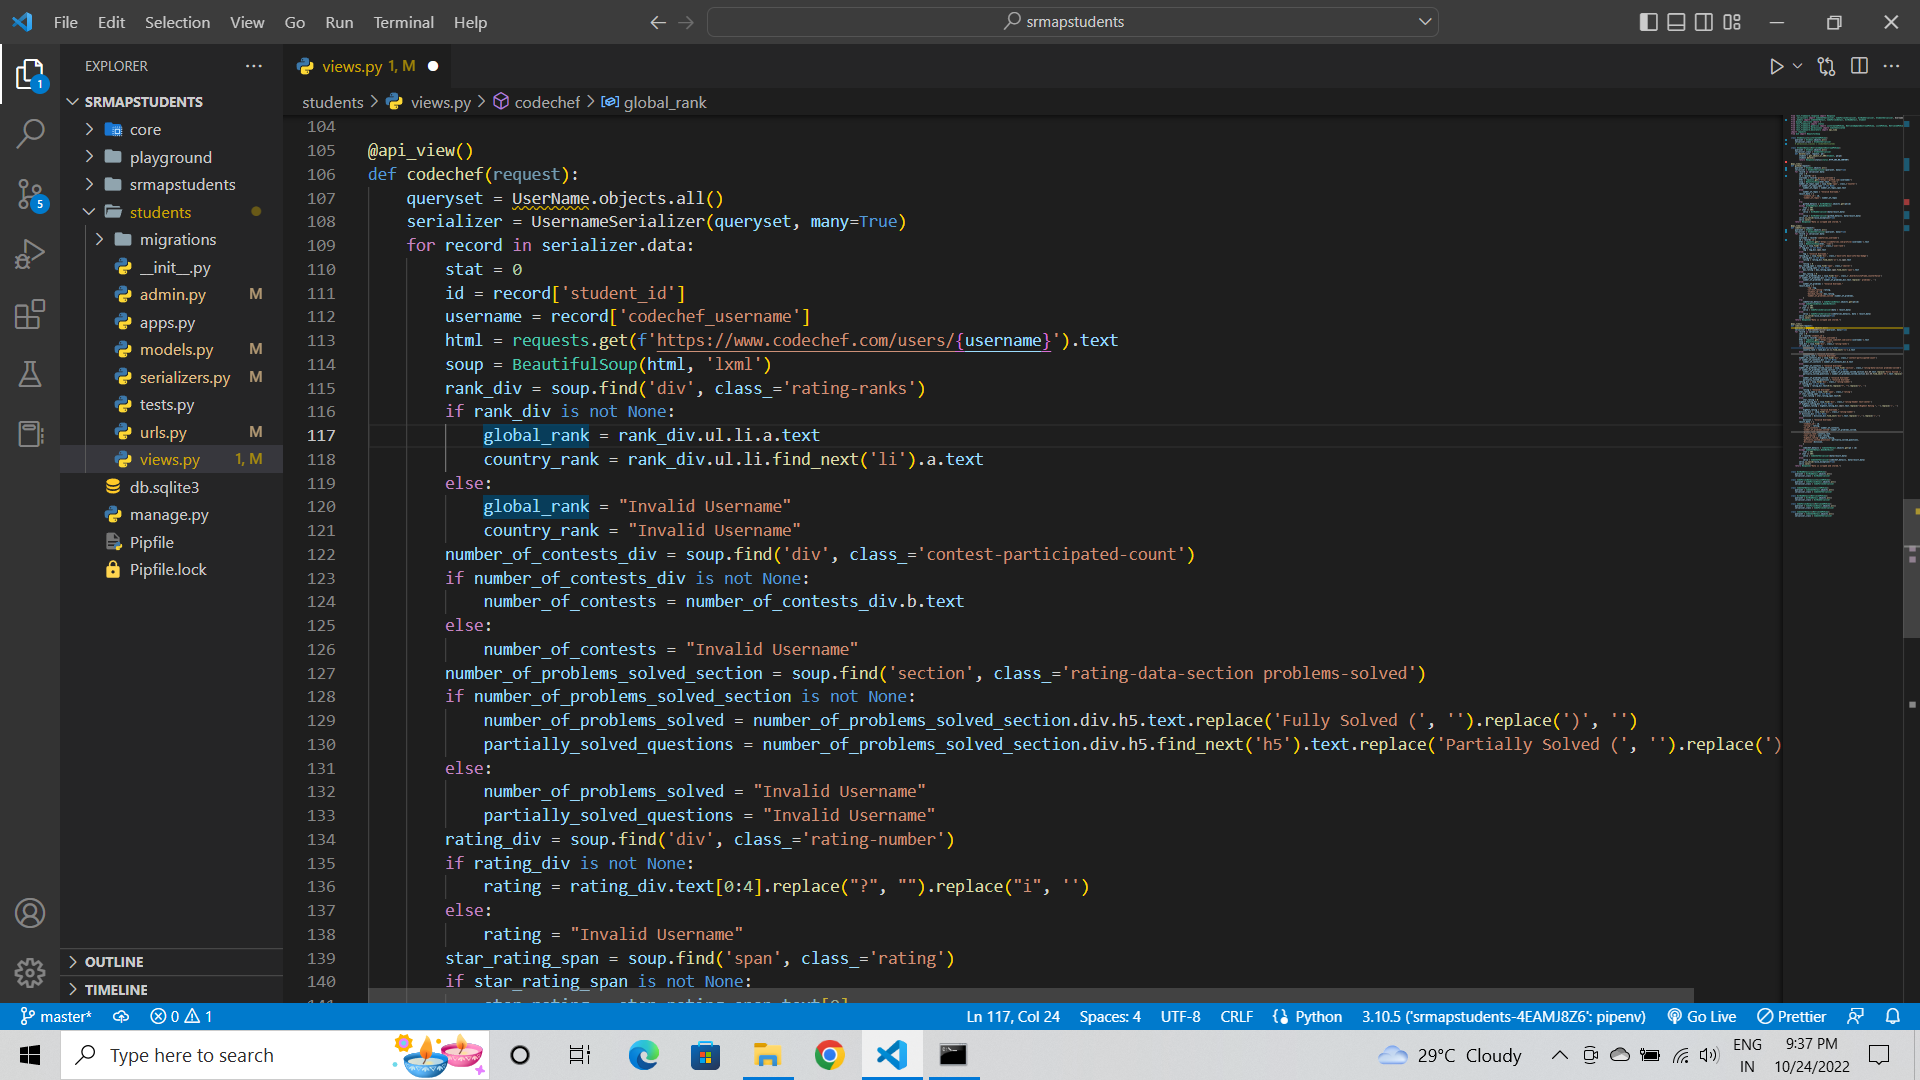 File Edit Selection View Go Run Terminal Help
srmapstudents
EXPLORER
SRMAPSTUDENTS
core
playground
srmapstudents
students
migrations
__init__.py
admin.py M
apps.py
models.py M
serializers.py M
tests.py
urls.py M
views.py 1, M
db.sqlite3
manage.py
Pipfile
Pipfile.lock
OUTLINE
TIMELINE
1
5
views.py 1, M
students > views.py > codechef > global_rank
104
105 @api_view()
106 def codechef(request):
107 queryset = UserName.objects.all()
108 serializer = UsernameSerializer(queryset, many=True)
109 for record in serializer.data:
110 stat = 0
111 id = record['student_id']
112 username = record['codechef_username']
113 html = requests.get(f'https://www.codechef.com/users/{username}').text
114 soup = BeautifulSoup(html, 'lxml')
115 rank_div = soup.find('div', class_='rating-ranks')
116 if rank_div is not None:
117 global_rank = rank_div.ul.li.a.text
118 country_rank = rank_div.ul.li.find_next('li').a.text
119 else:
120 global_rank = "Invalid Username"
121 country_rank = "Invalid Username"
122 number_of_contests_div = soup.find('div', class_='contest-participated-count')
123 if number_of_contests_div is not None:
124 number_of_contests = number_of_contests_div.b.text
125 else:
126 number_of_contests = "Invalid Username"
127 number_of_problems_solved_section = soup.find('section', class_='rating-data-section problems-solved')
128 if number_of_problems_solved_section is not None:
129 number_of_problems_solved = number_of_problems_solved_section.div.h5.text.replace('Fully Solved (', '').replace(')', '')
130 partially_solved_questions = number_of_problems_solved_section.div.h5.find_next('h5').text.replace('Partially Solved (', '').replace(')
131 else:
132 number_of_problems_solved = "Invalid Username"
133 partially_solved_questions = "Invalid Username"
134 rating_div = soup.find('div', class_='rating-number')
135 if rating_div is not None:
136 rating = rating_div.text[0:4].replace("?", "").replace("i", '')
137 else:
138 rating = "Invalid Username"
139 star_rating_span = soup.find('span', class_='rating')
140 if star_rating_span is not None:
master* 0 1 Ln 117, Col 24 Spaces: 4 UTF-8 CRLF Python 3.10.5 ('srmapstudents-4EAMJ8Z6': pipenv) Go Live Prettier
Type here to search
29°C Cloudy
ENG
IN
9:37 PM
10/24/2022